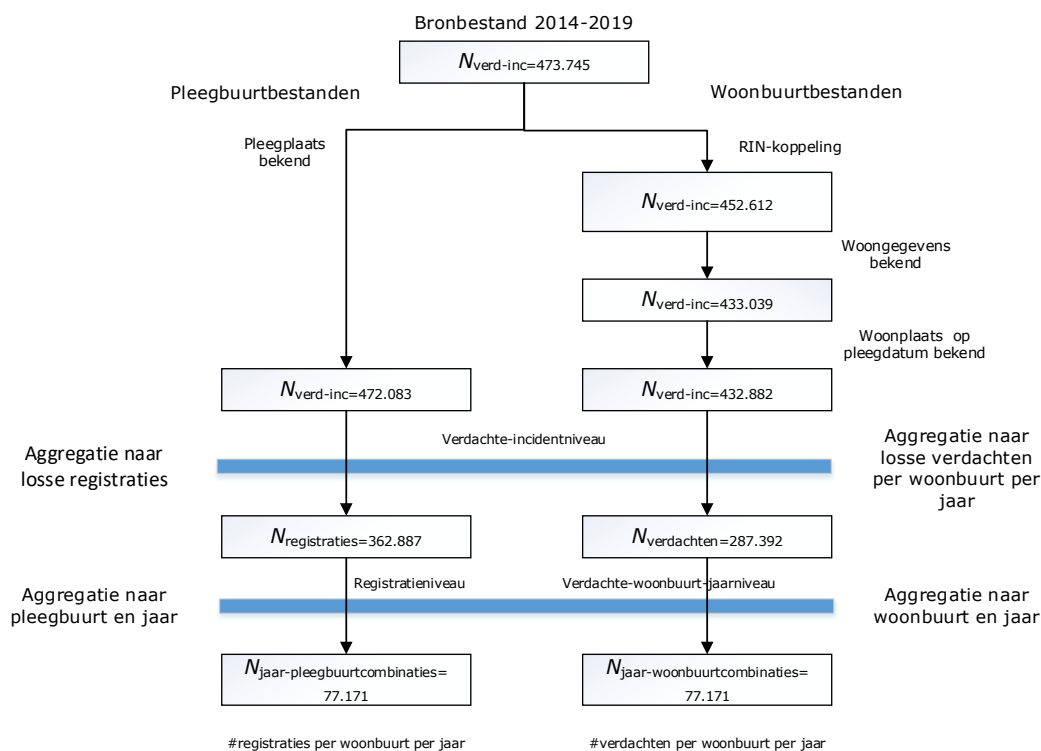 Bronbestand 2014-2019
Nverd-inc=473.745
Pleegbuurtbestanden
Woonbuurtbestanden
Pleegplaats
bekend
RIN-koppeling
Nverd-inc=452.612
Woongegevens
bekend
Nverd-inc=433.039
Woonplaats op
pleegdatum bekend
Nverd-inc=472.083
Nverd-inc=432.882
Verdachte-incidentniveau
Aggregatie naar
losse registraties
Aggregatie naar
losse verdachten
per woonbuurt per
jaar
Nregistraties=362.887
Nverdachten=287.392
Registratieniveau
Verdachte-woonbuurt-jaarniveau
Aggregatie naar
pleegbuurt en jaar
Aggregatie naar
woonbuurt en jaar
Njaar-pleegbuurtcombinaties=
77.171
Njaar-woonbuurtcombinaties=
77.171
#registraties per woonbuurt per jaar
#verdachten per woonbuurt per jaar